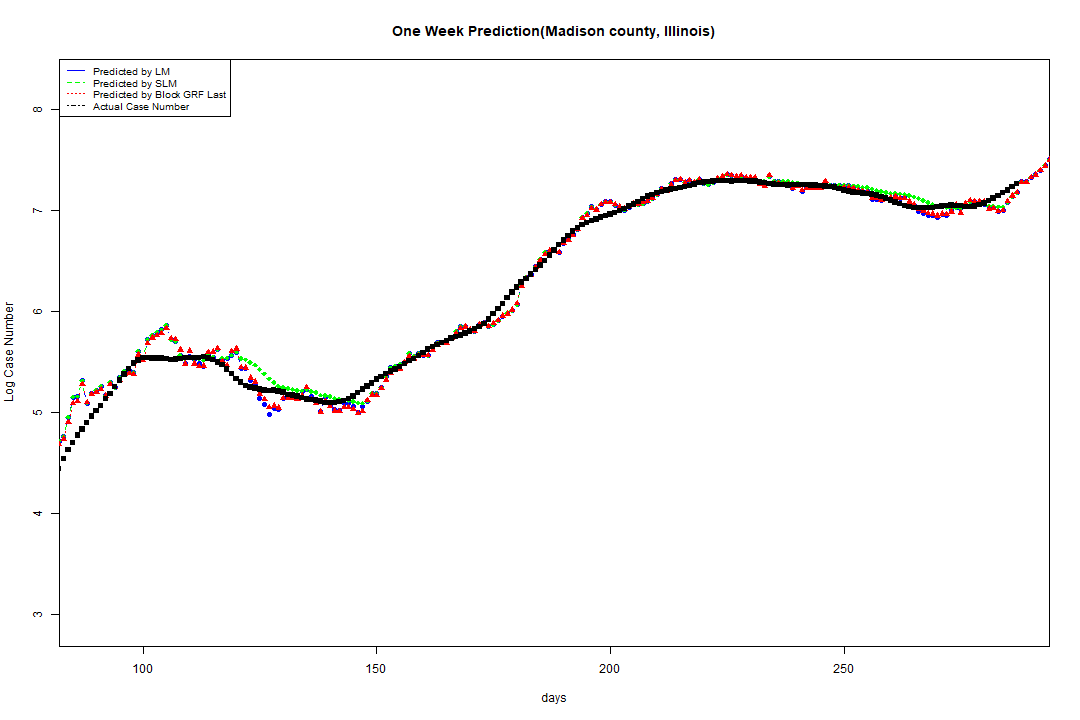 One Week Prediction(Madison county, Illinois)
Predicted by LM
Predicted by SLM
Predicted by Block GRF Last
Actual Case Number
8
7
6
5
4
3
Log Case Number
100 150 200 250
days